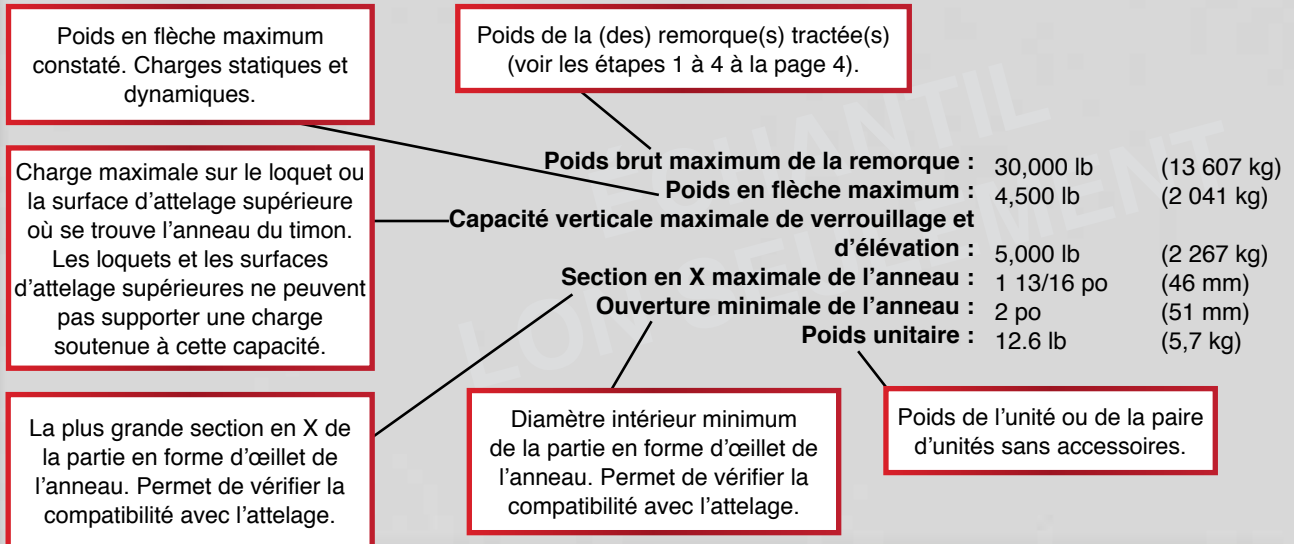 Poids en flèche maximum
constaté. Charges statiques et
dynamiques.
Poids de la (des) remorque(s) tractée(s)
(voir les étapes 1 à 4 à la page 4).
Charge maximale sur le loquet ou
la surface d'attelage supérieure
où se trouve l'anneau du timon.
Les loquets et les surfaces
d'attelage supérieures ne peuvent
pas supporter une charge
soutenue à cette capacité.
Poids brut maximum de la remorque : 30,000 lb (13 607 kg)
Poids en flèche maximum : 4,500 lb (2 041 kg)
Capacité verticale maximale de verrouillage et
d'élévation : 5,000 lb (2 267 kg)
Section en X maximale de l'anneau : 1 13/16 po (46 mm)
Ouverture minimale de l'anneau : 2 po (51 mm)
Poids unitaire : 12.6 lb (5,7 kg)
La plus grande section en X de
la partie en forme d'œillet de
l'anneau. Permet de vérifier la
compatibilité avec l'attelage.
Diamètre intérieur minimum
de la partie en forme d'œillet de
l'anneau. Permet de vérifier la
compatibilité avec l'attelage.
Poids de l'unité ou de la paire
d'unités sans accessoires.